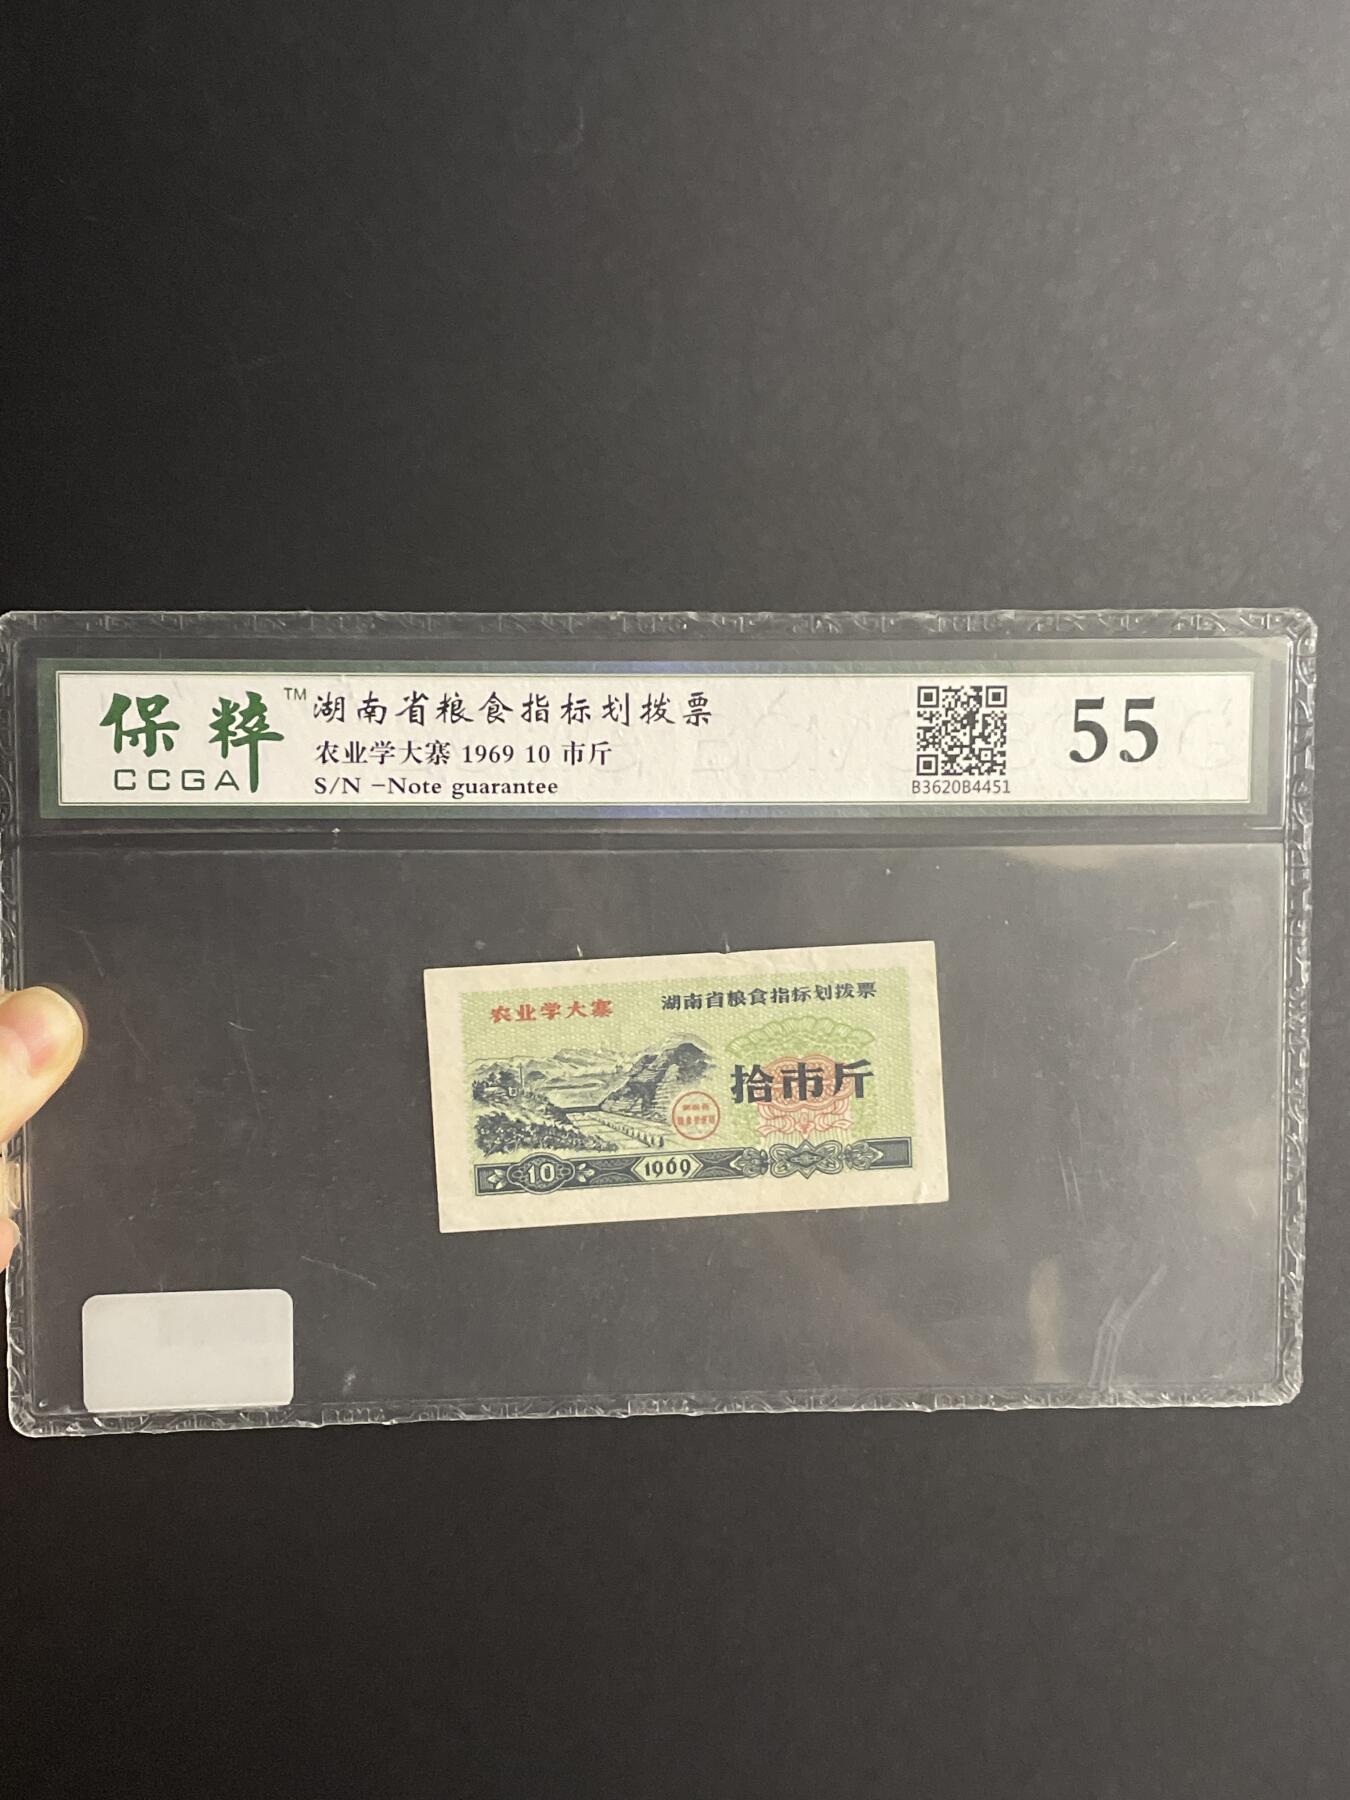 保粹™
CCGA
湖南省粮食指标划拨票
农业学大寨 1969 10 市斤
S/N -Note guarantee
B3620B4451
55
农业学大寨
湖南省粮食指标划拨票
拾市斤
10
1969